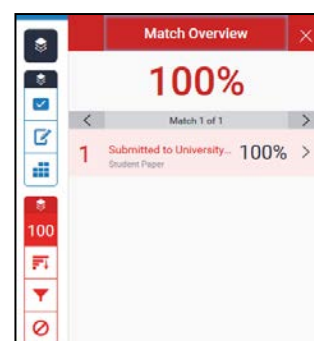 Match Overview
100%
Match 1 of 1
1 Submitted to University... 100%
Student Paper
100